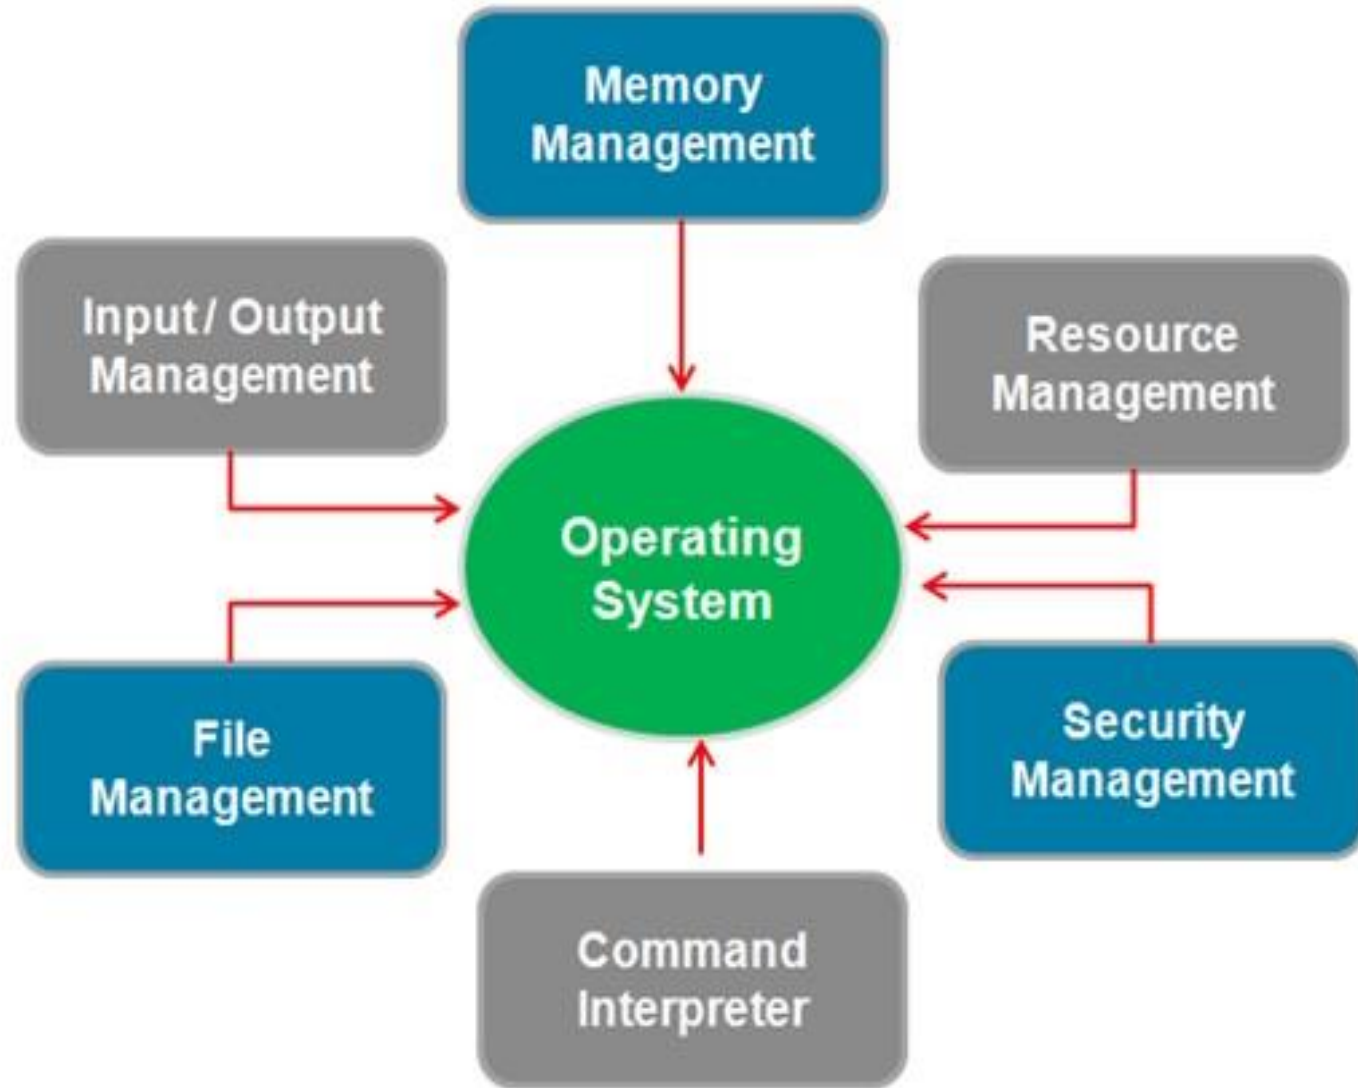 Memory
Management
Input / Output
Management
Resource
Management
Operating
System
File
Management
Security
Management
Command
Interpreter